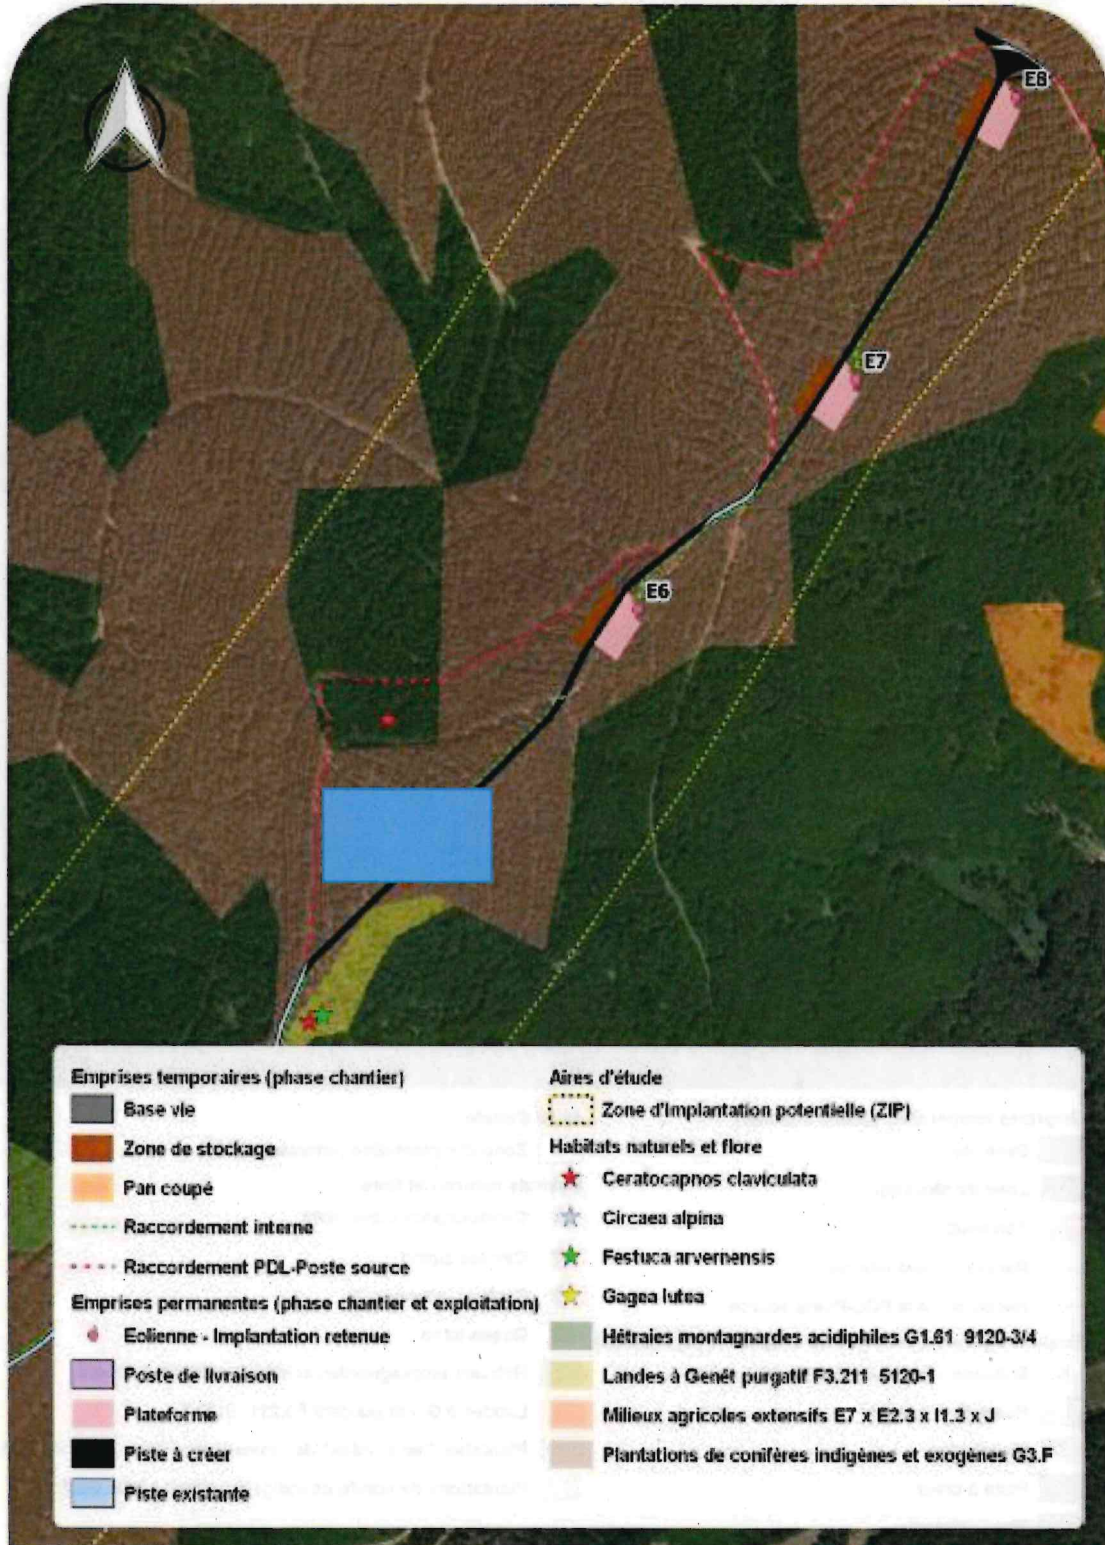 E8
E7
E6
Emprises temporaires (phase chantier)
Base vie
Zone de stockage
Pan coupé
Raccordement interne
Raccordement PDL-Poste source
Emprises permanentes (phase chantier et exploitation)
Eolienne - Implantation retenue
Poste de livraison
Plateforme
Piste à créer
Piste existante
Aires d'étude
Zone d'implantation potentielle (ZIP)
Habitats naturels et flore
Ceratocapnos claviculata
Circaea alpina
Festuca arvernensis
Gagea lutea
Hêtraies montagnardes acidiphiles G1.61 9120-3/4
Landes à Genêt purgatif F3.211 5120-1
Milieux agricoles extensifs E7 x E2.3 x I1.3 x J
Plantations de conifères indigènes et exogènes G3.F